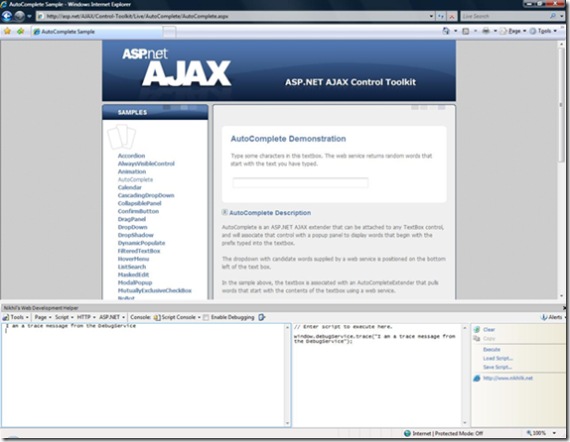 AutoComplete Sample - Windows Internet Explorer
http://asp.net/AJAX/Control-Toolkit/Live/AutoComplete/AutoComplete.aspx
Live Search
AutoComplete Sample
Page
Tools
ASP.net
AJAX
ASP.NET AJAX Control Toolkit
SAMPLES
Accordion
AlwaysVisibleControl
Animation
AutoComplete
Calendar
CascadingDropDown
CollapsiblePanel
ConfirmButton
DragPanel
DropDown
DropShadow
DynamicPopulate
FilteredTextBox
HoverMenu
ListSearch
MaskedEdit
ModalPopup
MutuallyExclusiveCheckBox
AutoComplete Demonstration
Type some characters in the textbox. The web service returns random words that
start with the text you have typed.
AutoComplete Description
AutoComplete is an ASP.NET AJAX extender that can be attached to any TextBox control,
and will associate that control with a popup panel to display words that begin with the
prefix typed into the textbox.
The dropdown with candidate words supplied by a web service is positioned on the bottom
left of the text box.
In the sample above, the textbox is associated with an AutoCompleteExtender that pulls
words that start with the contents of the textbox using a web service.
Nikhil's Web Development Helper
Tools
Page
Script
HTTP
ASP.NET
Console:
Script Console
Enable Debugging
Alerts
I am a trace message from the DebugService
// Enter script to execute here.
window.debugService.trace("I am a trace message from
the DebugService");
Clear
Copy
Execute
Load Script...
Save Script...
http://www.nikhilk.net
Internet | Protected Mode: Off
100%